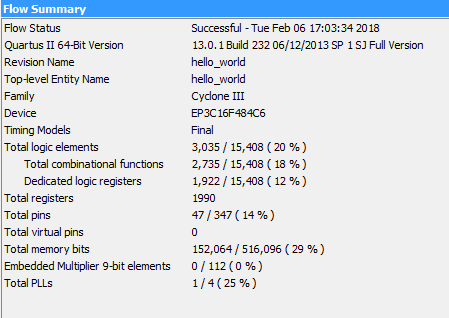 Flow Summary
Flow Status Successful - Tue Feb 06 17:03:34 2018
Quartus II 64-Bit Version 13.0.1 Build 232 06/12/2013 SP 1 SJ Full Version
Revision Name hello_world
Top-level Entity Name hello_world
Family Cyclone III
Device EP3C16F484C6
Timing Models Final
Total logic elements 3,035 / 15,408 ( 20 % )
Total combinational functions 2,735 / 15,408 ( 18 % )
Dedicated logic registers 1,922 / 15,408 ( 12 % )
Total registers 1990
Total pins 47 / 347 ( 14 % )
Total virtual pins 0
Total memory bits 152,064 / 516,096 ( 29 % )
Embedded Multiplier 9-bit elements 0 / 112 ( 0 % )
Total PLLs 1 / 4 ( 25 % )